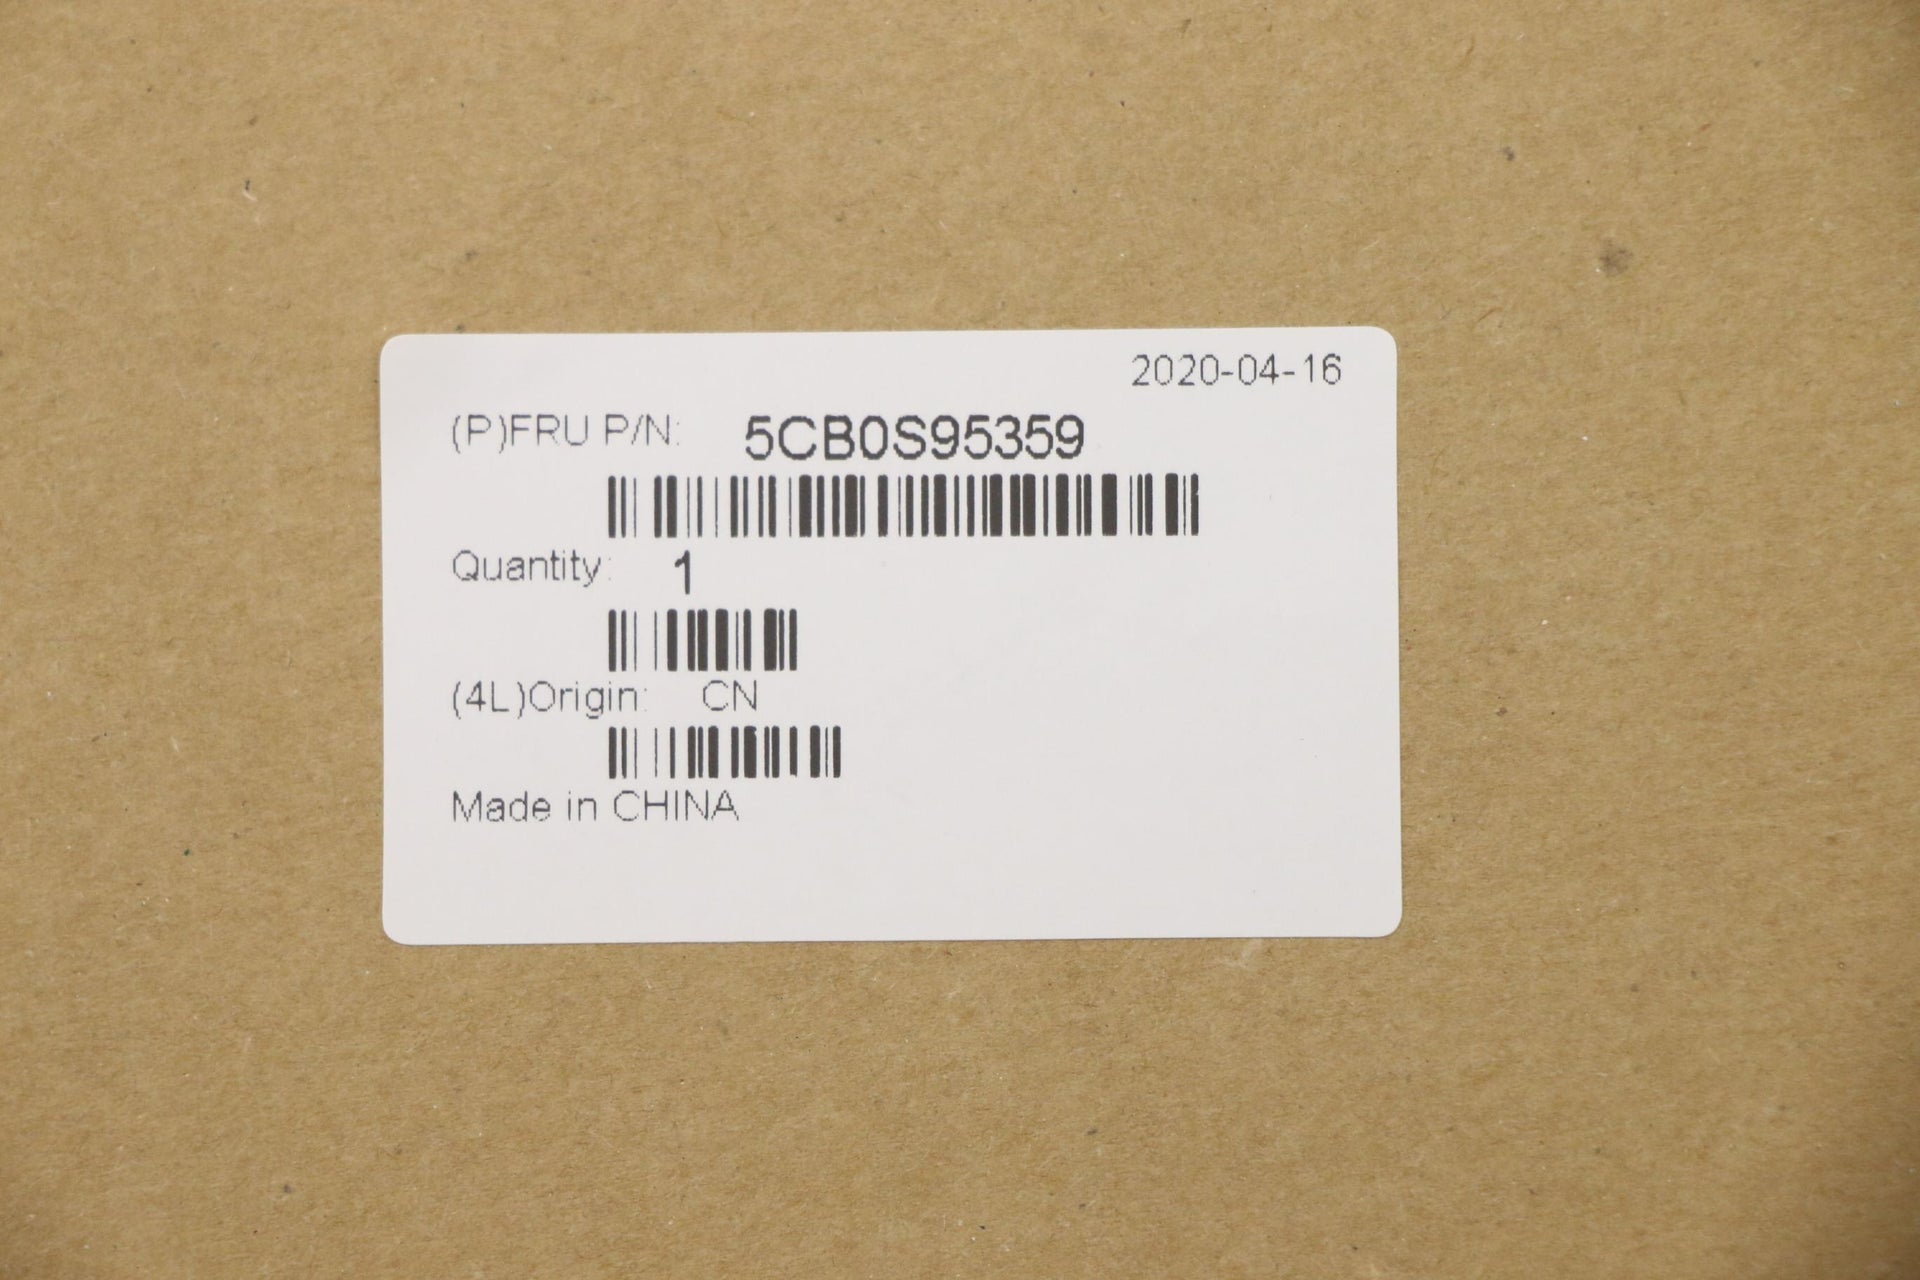 2020-04-16
(P)FRU P/N: 5CB0S95359
Quantity: 1
(4L)Origin: CN
Made in CHINA